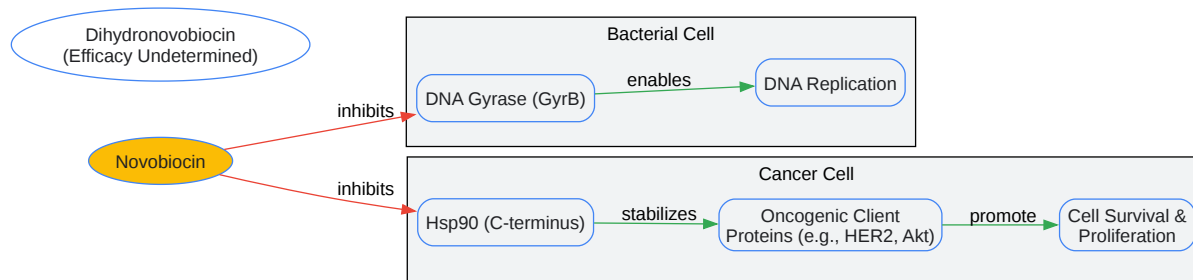 Dihydronovobiocin
(Efficacy Undetermined)
Bacterial Cell
enables
DNA Gyrase (GyrB)
DNA Replication
inhibits
Novobiocin
inhibits
Cancer Cell
Hsp90 (C-terminus)
stabilizes
Oncogenic Client
Proteins (e.g., HER2, Akt)
promote
Cell Survival &
Proliferation